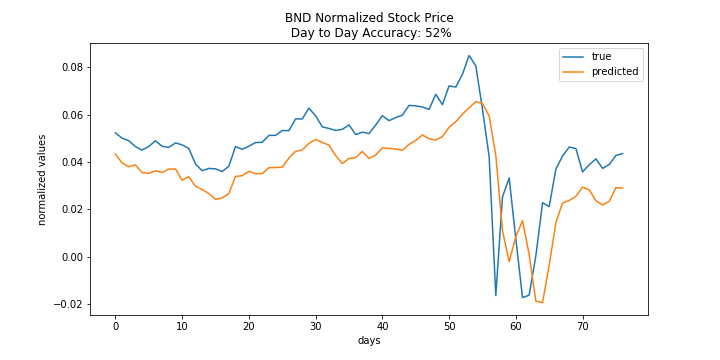 BND Normalized Stock Price
Day to Day Accuracy: 52%
true
predicted
normalized values
0.08
0.06
0.04
0.02
0.00
−0.02
0 10 20 30 40 50 60 70
days